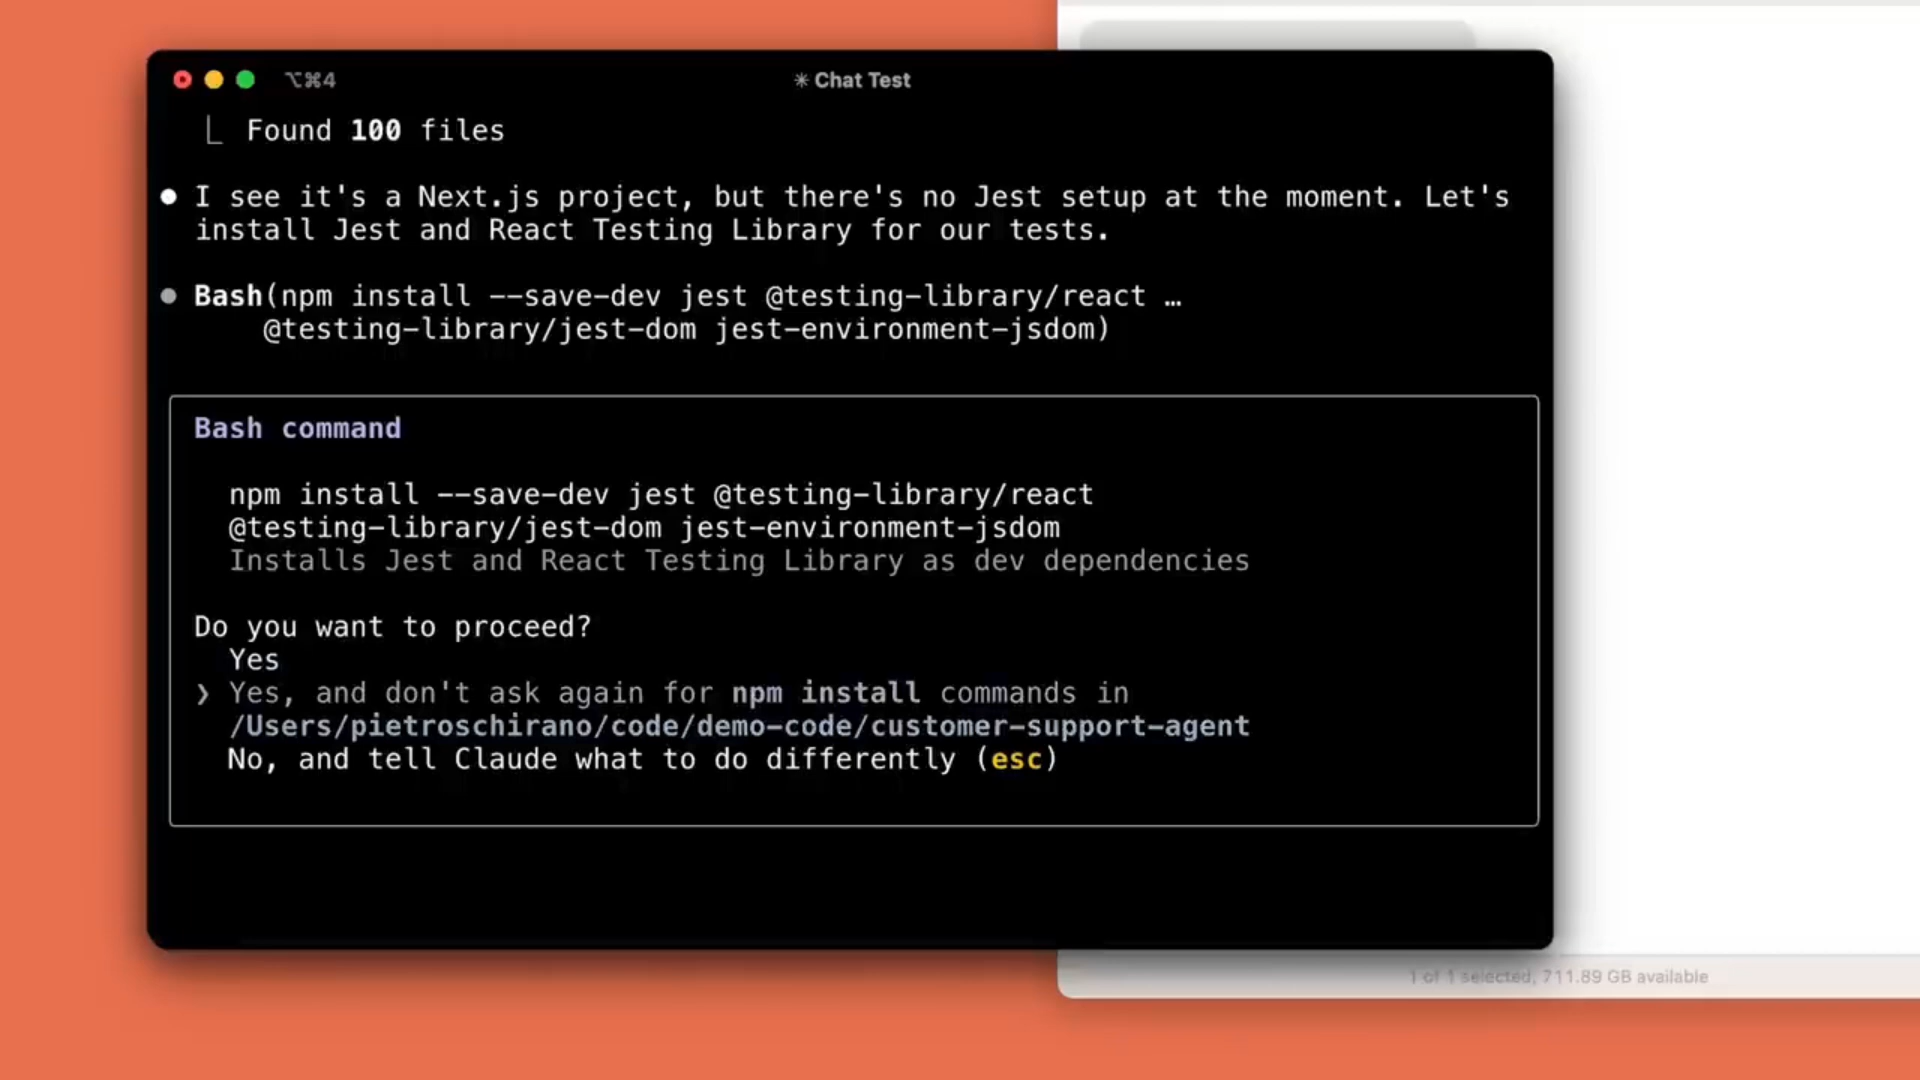 ⌥⌘4
✳ Chat Test
⎿ Found 100 files
● I see it's a Next.js project, but there's no Jest setup at the moment. Let's
install Jest and React Testing Library for our tests.
● Bash(npm install --save-dev jest @testing-library/react …
@testing-library/jest-dom jest-environment-jsdom)
Bash command
npm install --save-dev jest @testing-library/react
@testing-library/jest-dom jest-environment-jsdom
Installs Jest and React Testing Library as dev dependencies
Do you want to proceed?
Yes
❯ Yes, and don't ask again for npm install commands in
/Users/pietroschirano/code/demo-code/customer-support-agent
No, and tell Claude what to do differently (esc)
1 of 1 selected, 711.89 GB available